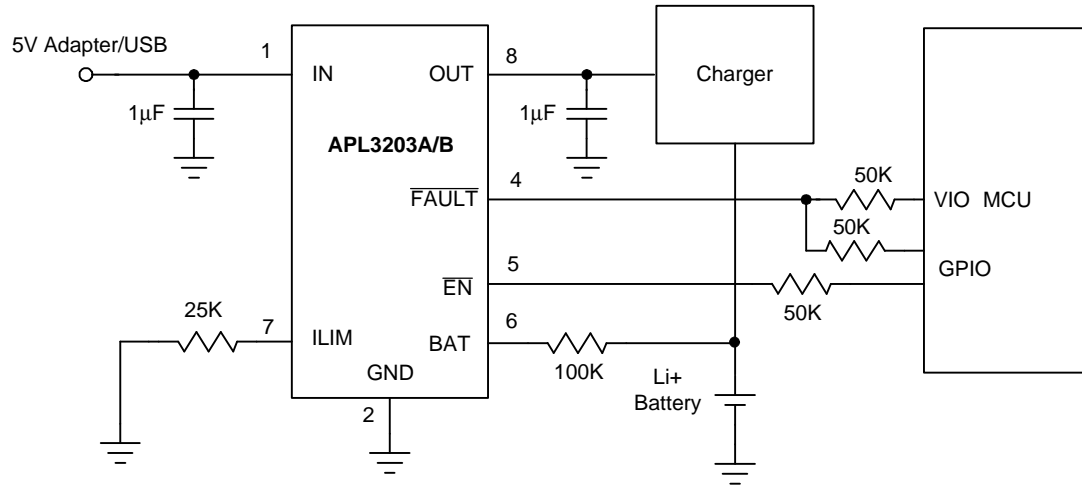 5V Adapter/USB
1
IN
OUT
8
Charger
1μF
1μF
APL3203A/B
FAULT
4
50K
VIO MCU
50K
GPIO
EN
5
50K
25K
7
ILIM
BAT
6
100K
GND
2
Li+
Battery